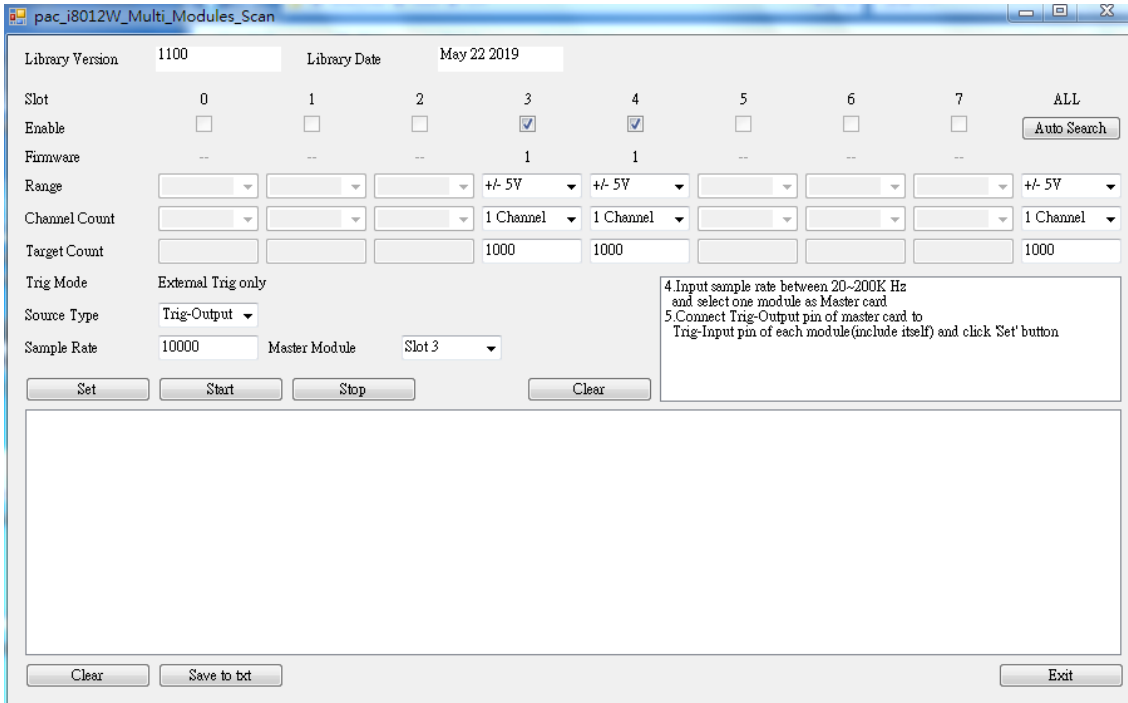 pac_i8012W_Multi_Modules_Scan
Library Version 1100 Library Date May 22 2019
Slot 0 1 2 3 4 5 6 7 ALL
Enable Auto Search
Firmware -- -- -- 1 1 -- -- --
Range +/- 5V +/- 5V +/- 5V
Channel Count 1 Channel 1 Channel 1 Channel
Target Count 1000 1000 1000
Trig Mode External Trig only
Source Type Trig-Output
Sample Rate 10000 Master Module Slot 3
4.Input sample rate between 20~200K Hz
and select one module as Master card
5.Connect Trig-Output pin of master card to
Trig-Input pin of each module(include itself) and click 'Set' button
Set Start Stop Clear
Clear Save to txt Exit